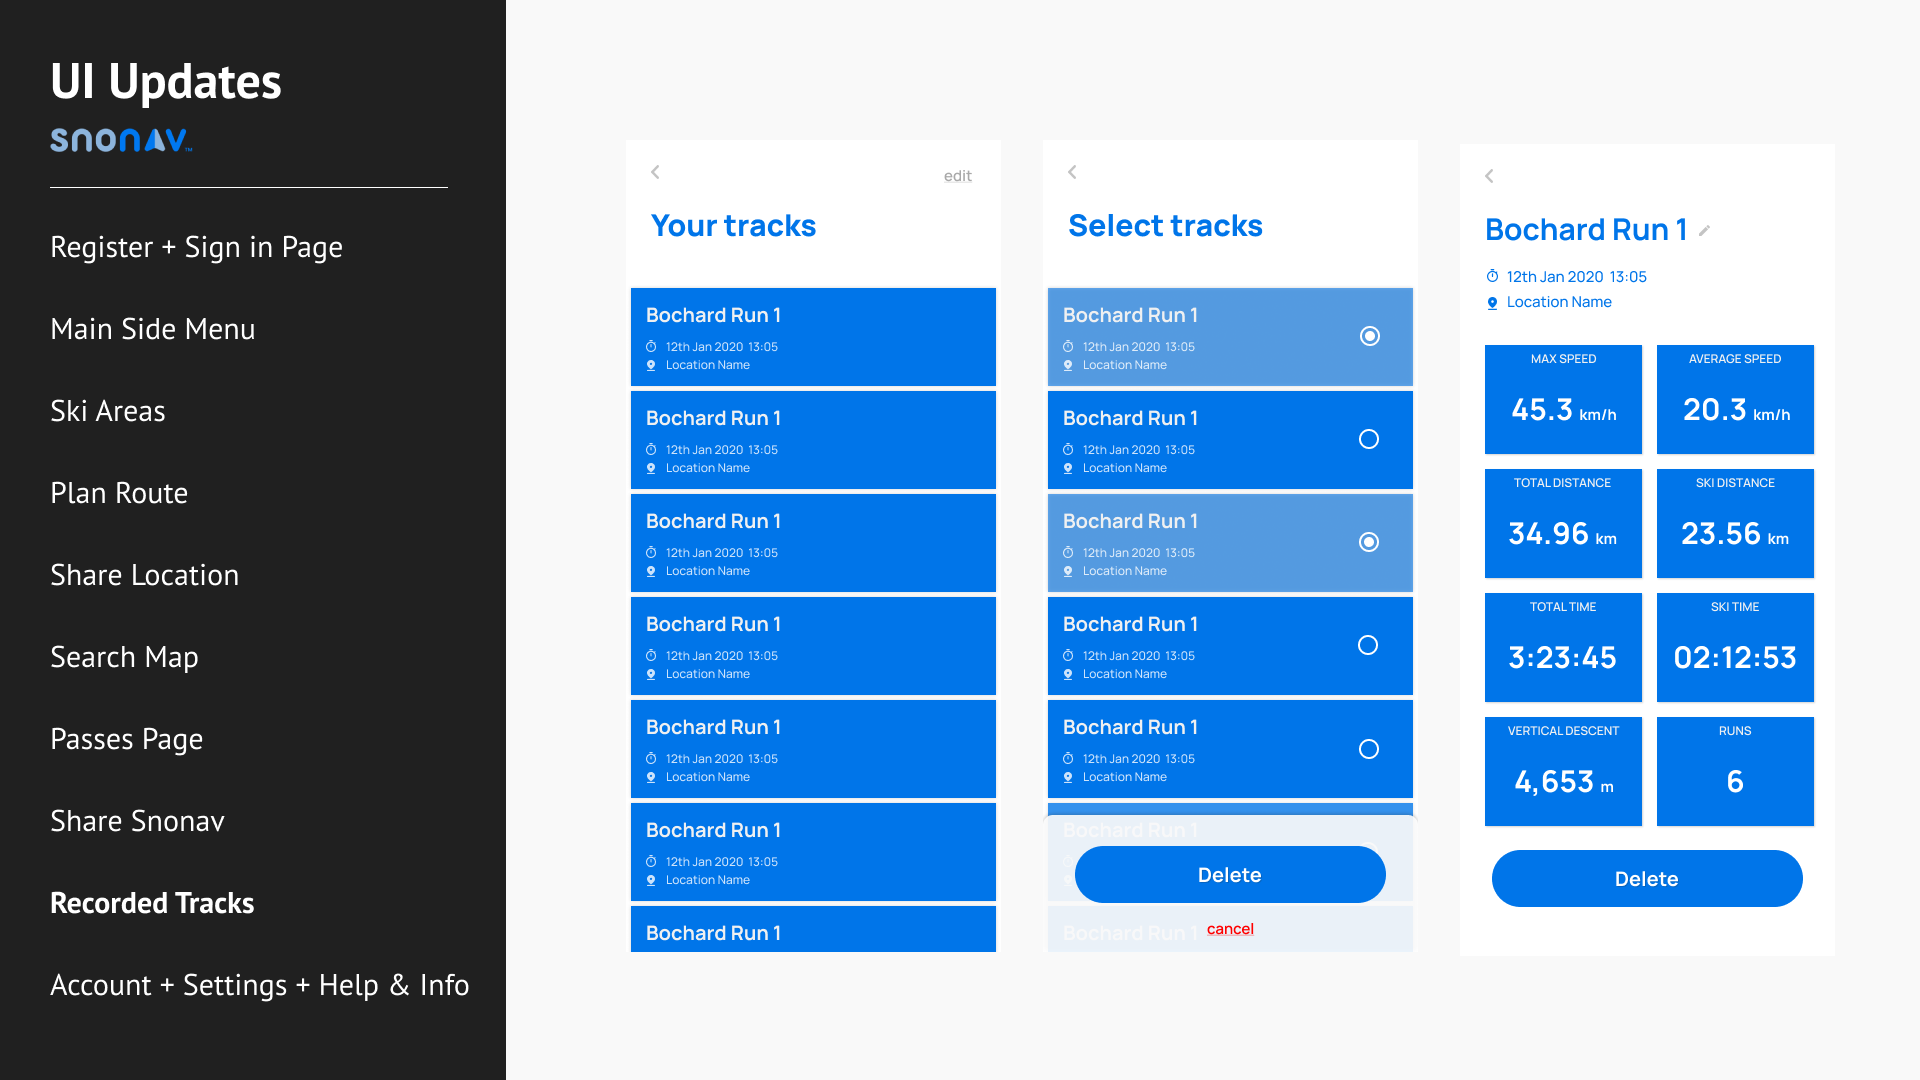 UI Updates
snonav™
Register + Sign in Page
Main Side Menu
Ski Areas
Plan Route
Share Location
Search Map
Passes Page
Share Snonav
Recorded Tracks
Account + Settings + Help & Info
edit
Your tracks
Bochard Run 1
12th Jan 2020 13:05
Location Name
Bochard Run 1
12th Jan 2020 13:05
Location Name
Bochard Run 1
12th Jan 2020 13:05
Location Name
Bochard Run 1
12th Jan 2020 13:05
Location Name
Bochard Run 1
12th Jan 2020 13:05
Location Name
Bochard Run 1
12th Jan 2020 13:05
Location Name
Bochard Run 1
Select tracks
Bochard Run 1
12th Jan 2020 13:05
Location Name
Bochard Run 1
12th Jan 2020 13:05
Location Name
Bochard Run 1
12th Jan 2020 13:05
Location Name
Bochard Run 1
12th Jan 2020 13:05
Location Name
Bochard Run 1
12th Jan 2020 13:05
Location Name
Bochard Run 1
Delete
Bochard Run 1
cancel
Bochard Run 1
12th Jan 2020 13:05
Location Name
MAX SPEED
45.3 km/h
AVERAGE SPEED
20.3 km/h
TOTAL DISTANCE
34.96 km
SKI DISTANCE
23.56 km
TOTAL TIME
3:23:45
SKI TIME
02:12:53
VERTICAL DESCENT
4,653 m
RUNS
6
Delete